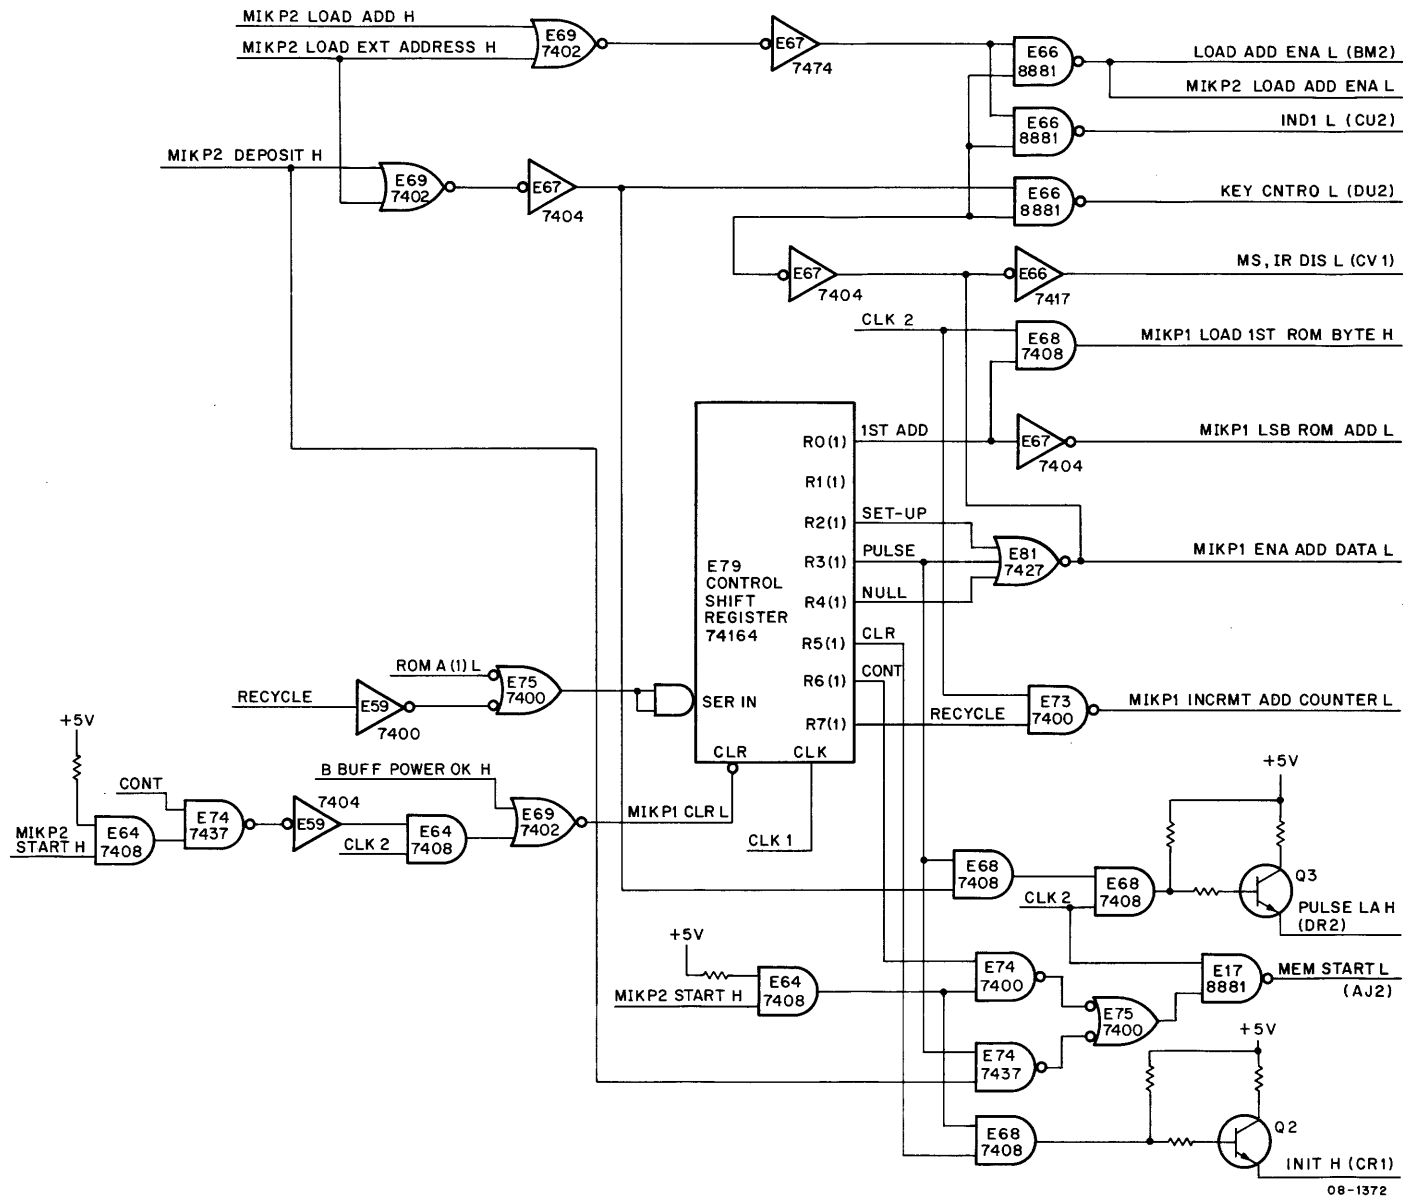 MIKP2 LOAD ADD H
MIKP2 LOAD EXT ADDRESS H
E69
7402
E67
7474
E66
8881
LOAD ADD ENA L (BM2)
MIKP2 LOAD ADD ENA L
E66
8881
IND1 L (CU2)
MIKP2 DEPOSIT H
E69
7402
E67
7404
E66
8881
KEY CNTRO L (DU2)
E67
7404
E66
7417
MS, IR DIS L (CV1)
CLK 2
E68
7408
MIKP1 LOAD 1ST ROM BYTE H
R0(1)
1ST ADD
E67
7404
MIKP1 LSB ROM ADD L
R1(1)
R2(1)
SET-UP
R3(1)
PULSE
R4(1)
NULL
E81
7427
MIKP1 ENA ADD DATA L
E79
CONTROL
SHIFT
REGISTER
74164
R5(1)
CLR
R6(1)
CONT
R7(1)
RECYCLE
E73
7400
MIKP1 INCRMT ADD COUNTER L
ROM A (1) L
E75
7400
RECYCLE
E59
7400
SER IN
CLR
CLK
+5V
CONT
MIKP2
START H
E64
7408
E74
7437
7404
E59
CLK 2
E64
7408
B BUFF POWER OK H
E69
7402
MIKP1 CLR L
CLK 1
+5V
E68
7408
CLK 2
E68
7408
Q3
PULSE LA H
(DR2)
+5V
MIKP2 START H
E64
7408
E74
7400
E75
7400
E17
8881
MEM START L
(AJ2)
E74
7437
+5V
E68
7408
Q2
INIT H (CR1)
08-1372